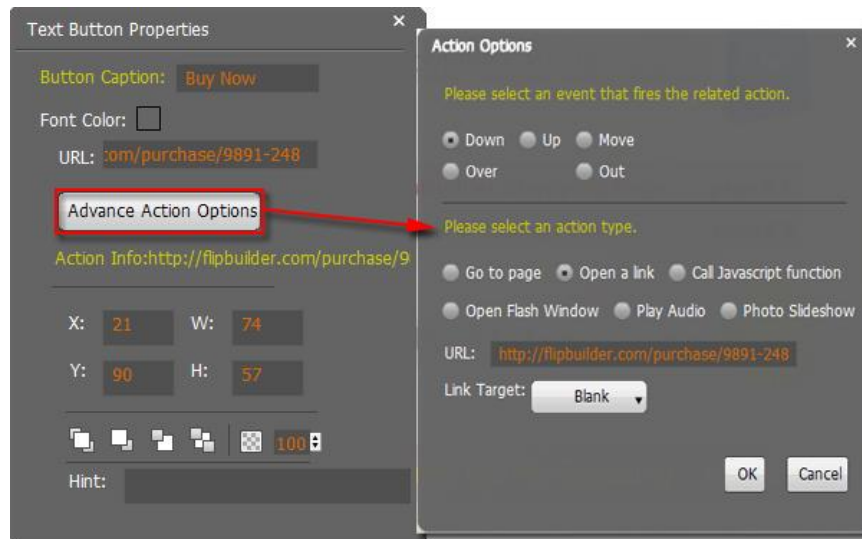 Text Button Properties
Button Caption: Buy Now
Font Color:
URL: :om/purchase/9891-248
Advance Action Options
Action Info:http://flipbuilder.com/purchase/9
X: 21 W: 74
Y: 90 H: 57
100
Hint:
Action Options
Please select an event that fires the related action.
Down Up Move
Over Out
Please select an action type.
Go to page Open a link Call Javascript function
Open Flash Window Play Audio Photo Slideshow
URL: http://flipbuilder.com/purchase/9891-248
Link Target: Blank
OK Cancel